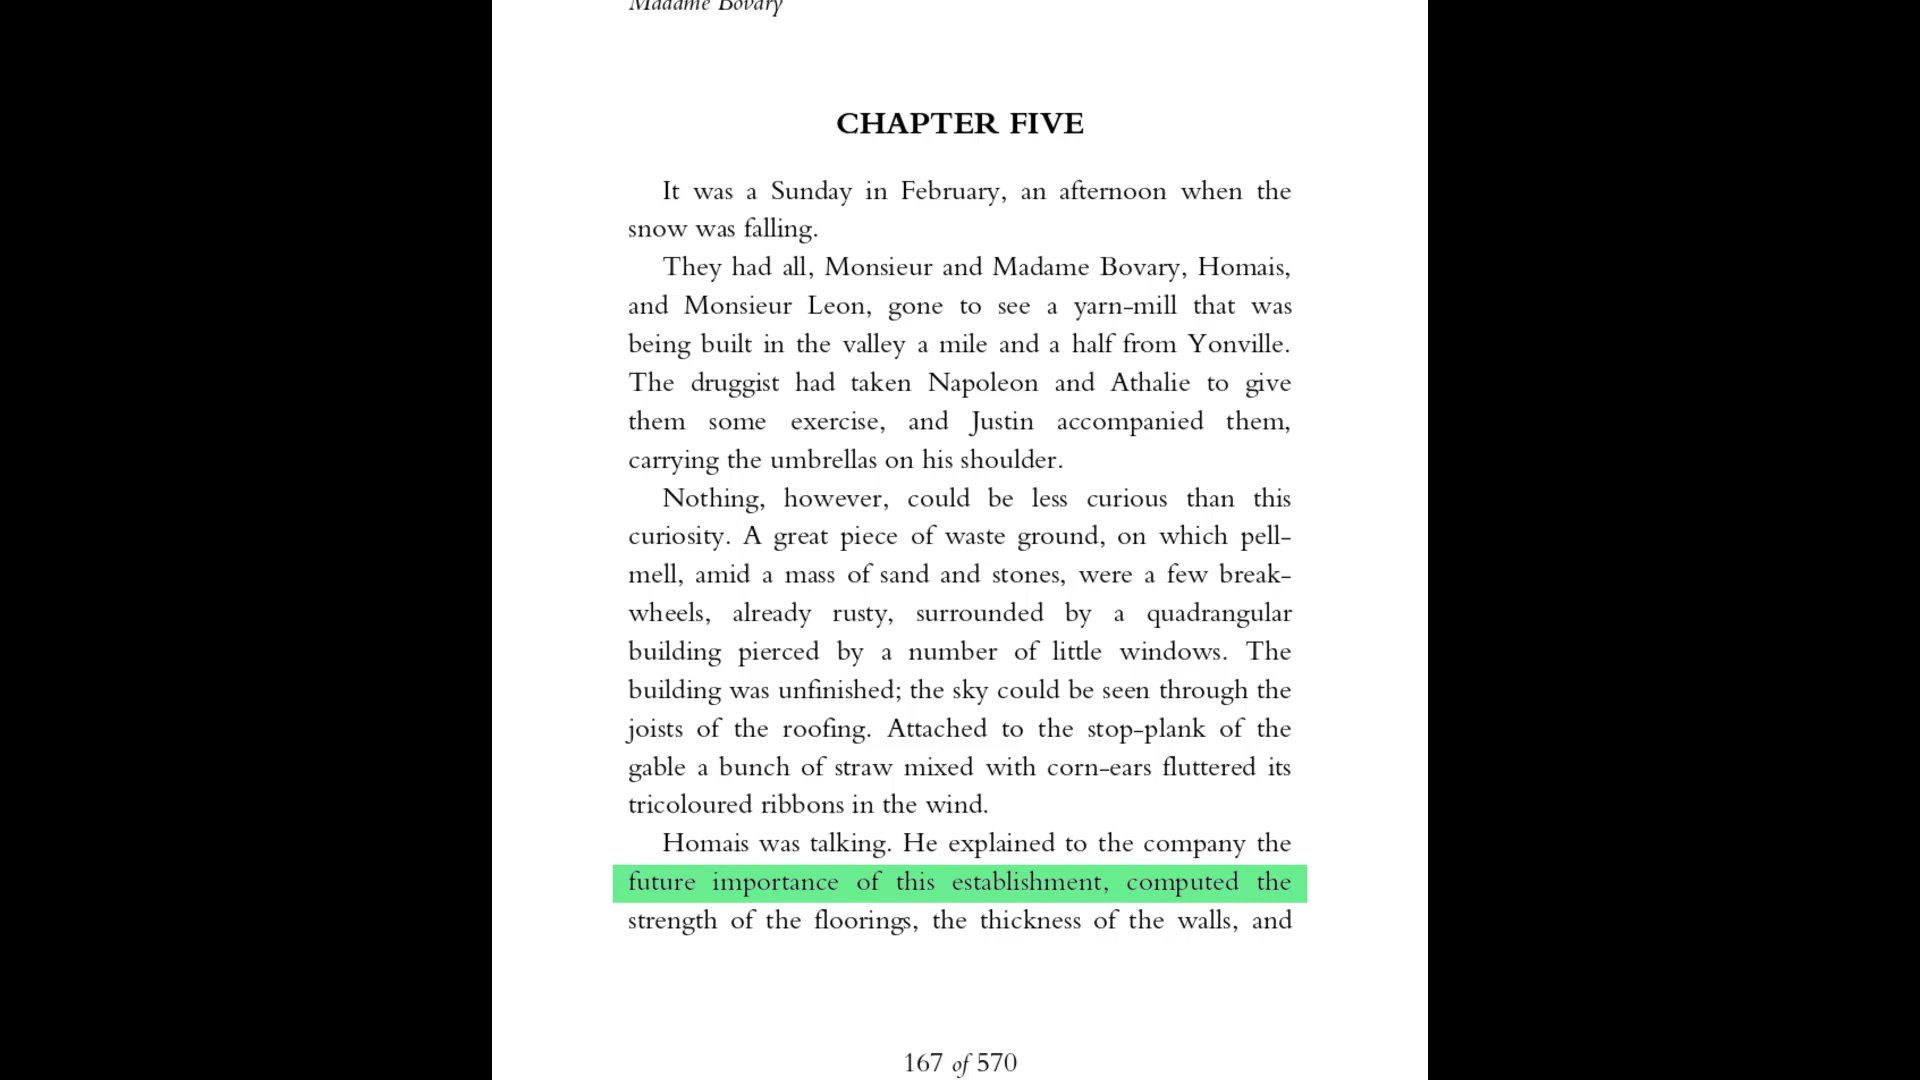 Madame Bovary
CHAPTER FIVE
It was a Sunday in February, an afternoon when the
snow was falling.
They had all, Monsieur and Madame Bovary, Homais,
and Monsieur Leon, gone to see a yarn-mill that was
being built in the valley a mile and a half from Yonville.
The druggist had taken Napoleon and Athalie to give
them some exercise, and Justin accompanied them,
carrying the umbrellas on his shoulder.
Nothing, however, could be less curious than this
curiosity. A great piece of waste ground, on which pell-
mell, amid a mass of sand and stones, were a few break-
wheels, already rusty, surrounded by a quadrangular
building pierced by a number of little windows. The
building was unfinished; the sky could be seen through the
joists of the roofing. Attached to the stop-plank of the
gable a bunch of straw mixed with corn-ears fluttered its
tricoloured ribbons in the wind.
Homais was talking. He explained to the company the
future importance of this establishment, computed the
strength of the floorings, the thickness of the walls, and
167 of 570